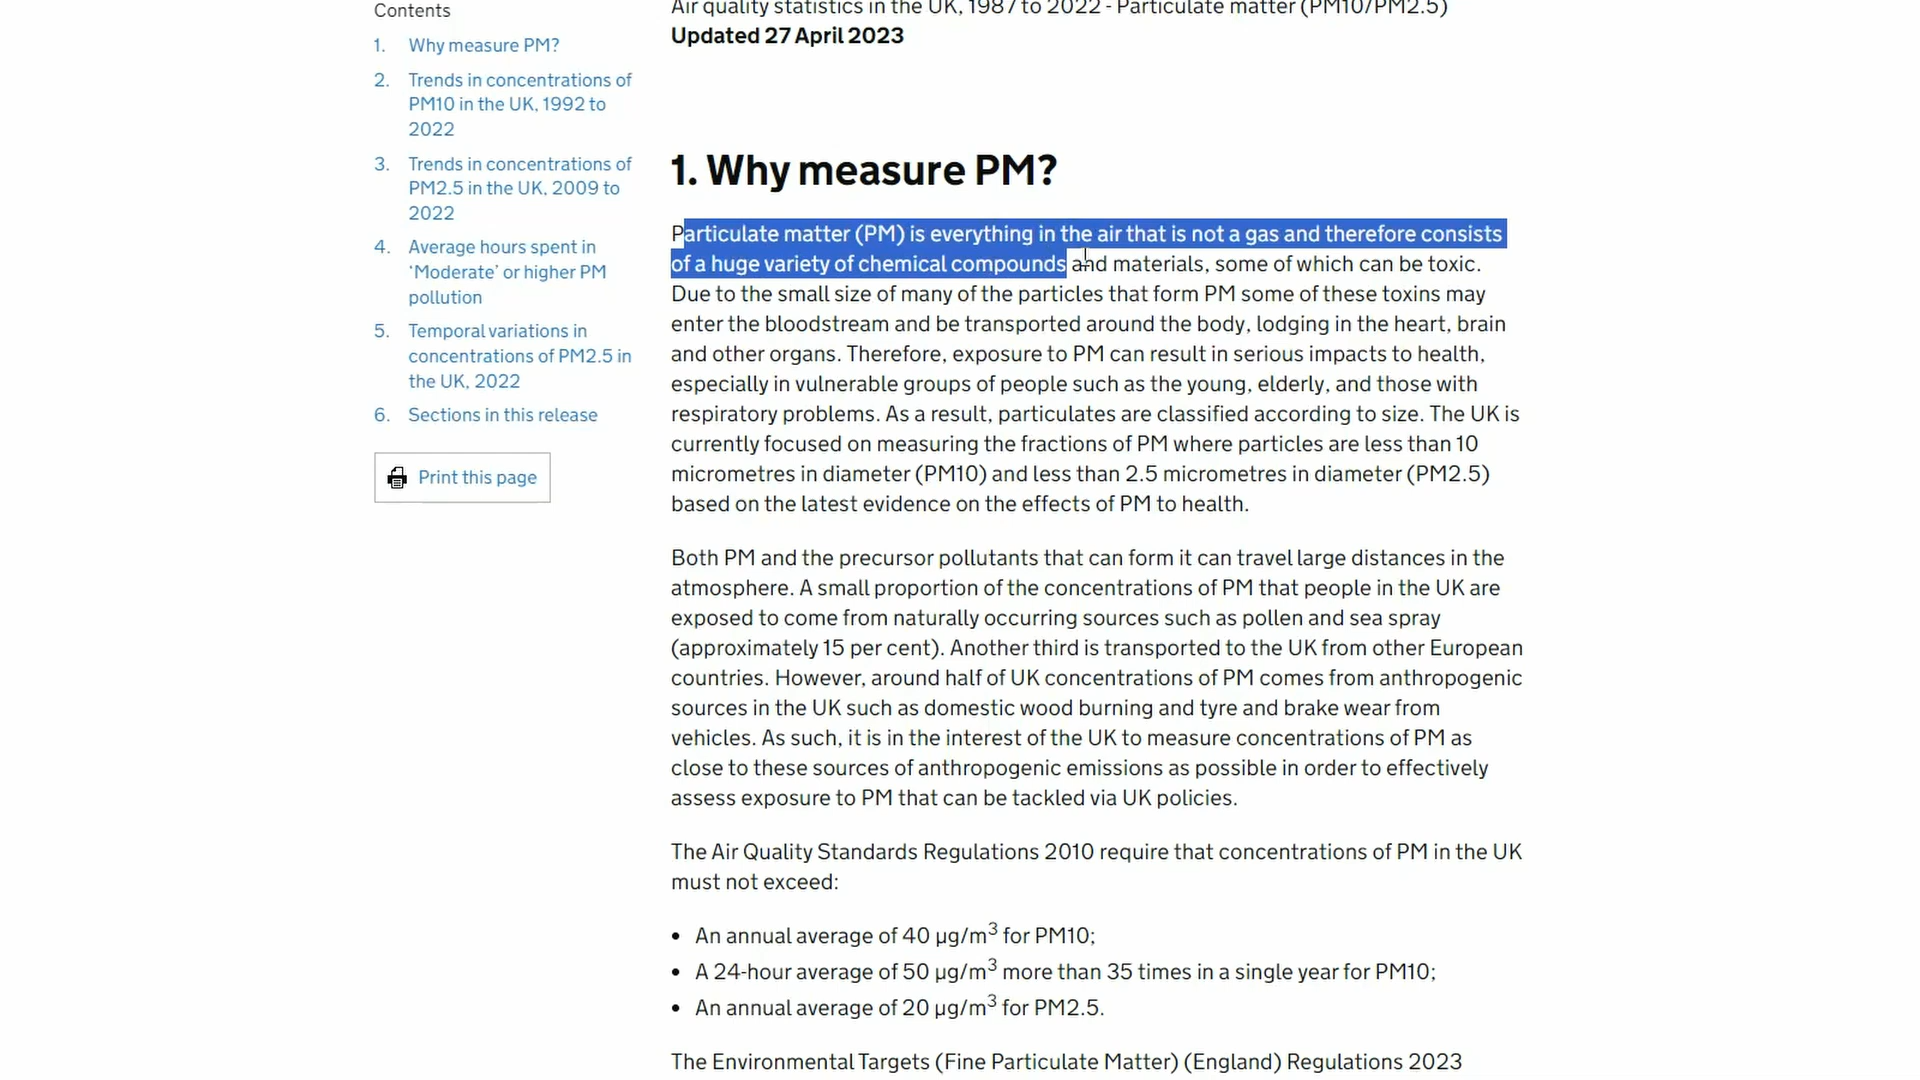 Contents
1. Why measure PM?
2. Trends in concentrations of
PM10 in the UK, 1992 to
2022
3. Trends in concentrations of
PM2.5 in the UK, 2009 to
2022
4. Average hours spent in
‘Moderate’ or higher PM
pollution
5. Temporal variations in
concentrations of PM2.5 in
the UK, 2022
6. Sections in this release
Print this page
Air quality statistics in the UK, 1987 to 2022 - Particulate matter (PM10/PM2.5)
Updated 27 April 2023
1. Why measure PM?
Particulate matter (PM) is everything in the air that is not a gas and therefore consists
of a huge variety of chemical compounds and materials, some of which can be toxic.
Due to the small size of many of the particles that form PM some of these toxins may
enter the bloodstream and be transported around the body, lodging in the heart, brain
and other organs. Therefore, exposure to PM can result in serious impacts to health,
especially in vulnerable groups of people such as the young, elderly, and those with
respiratory problems. As a result, particulates are classified according to size. The UK is
currently focused on measuring the fractions of PM where particles are less than 10
micrometres in diameter (PM10) and less than 2.5 micrometres in diameter (PM2.5)
based on the latest evidence on the effects of PM to health.
Both PM and the precursor pollutants that can form it can travel large distances in the
atmosphere. A small proportion of the concentrations of PM that people in the UK are
exposed to come from naturally occurring sources such as pollen and sea spray
(approximately 15 per cent). Another third is transported to the UK from other European
countries. However, around half of UK concentrations of PM comes from anthropogenic
sources in the UK such as domestic wood burning and tyre and brake wear from
vehicles. As such, it is in the interest of the UK to measure concentrations of PM as
close to these sources of anthropogenic emissions as possible in order to effectively
assess exposure to PM that can be tackled via UK policies.
The Air Quality Standards Regulations 2010 require that concentrations of PM in the UK
must not exceed:
• An annual average of 40 µg/m³ for PM10;
• A 24-hour average of 50 µg/m³ more than 35 times in a single year for PM10;
• An annual average of 20 µg/m³ for PM2.5.
The Environmental Targets (Fine Particulate Matter) (England) Regulations 2023